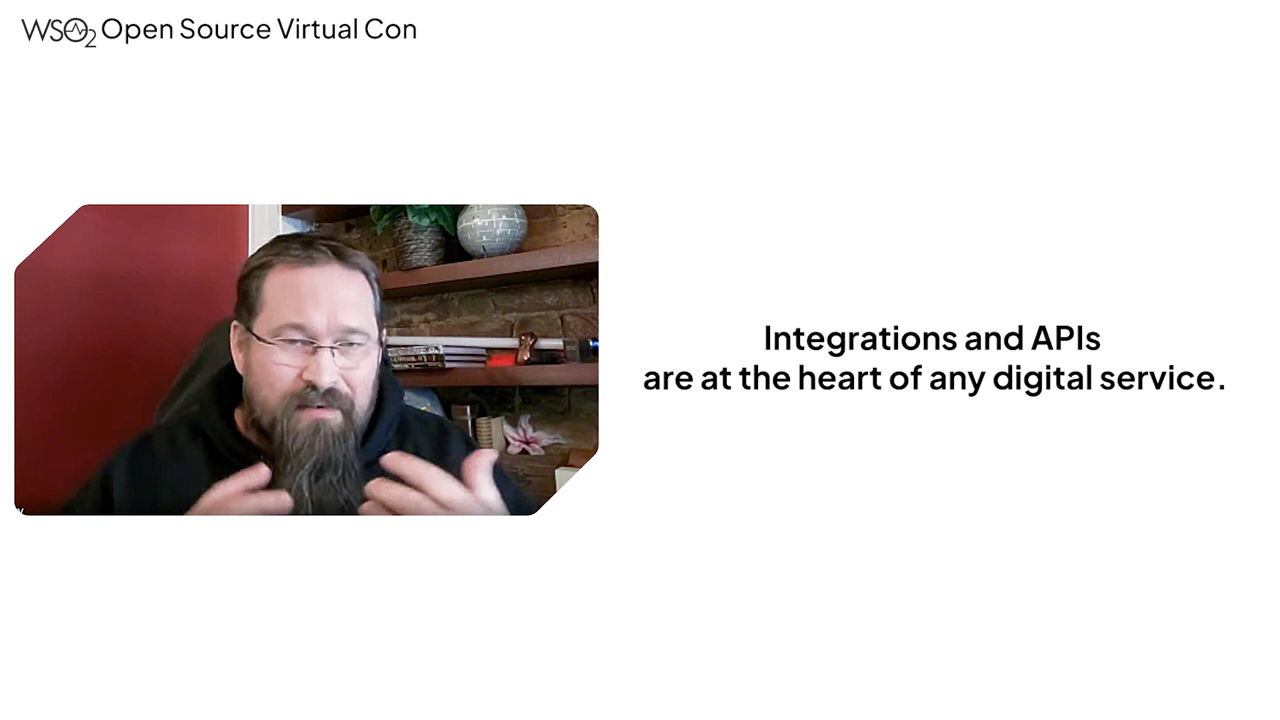 WSO2 Open Source Virtual Con
Integrations and APIs
are at the heart of any digital service.